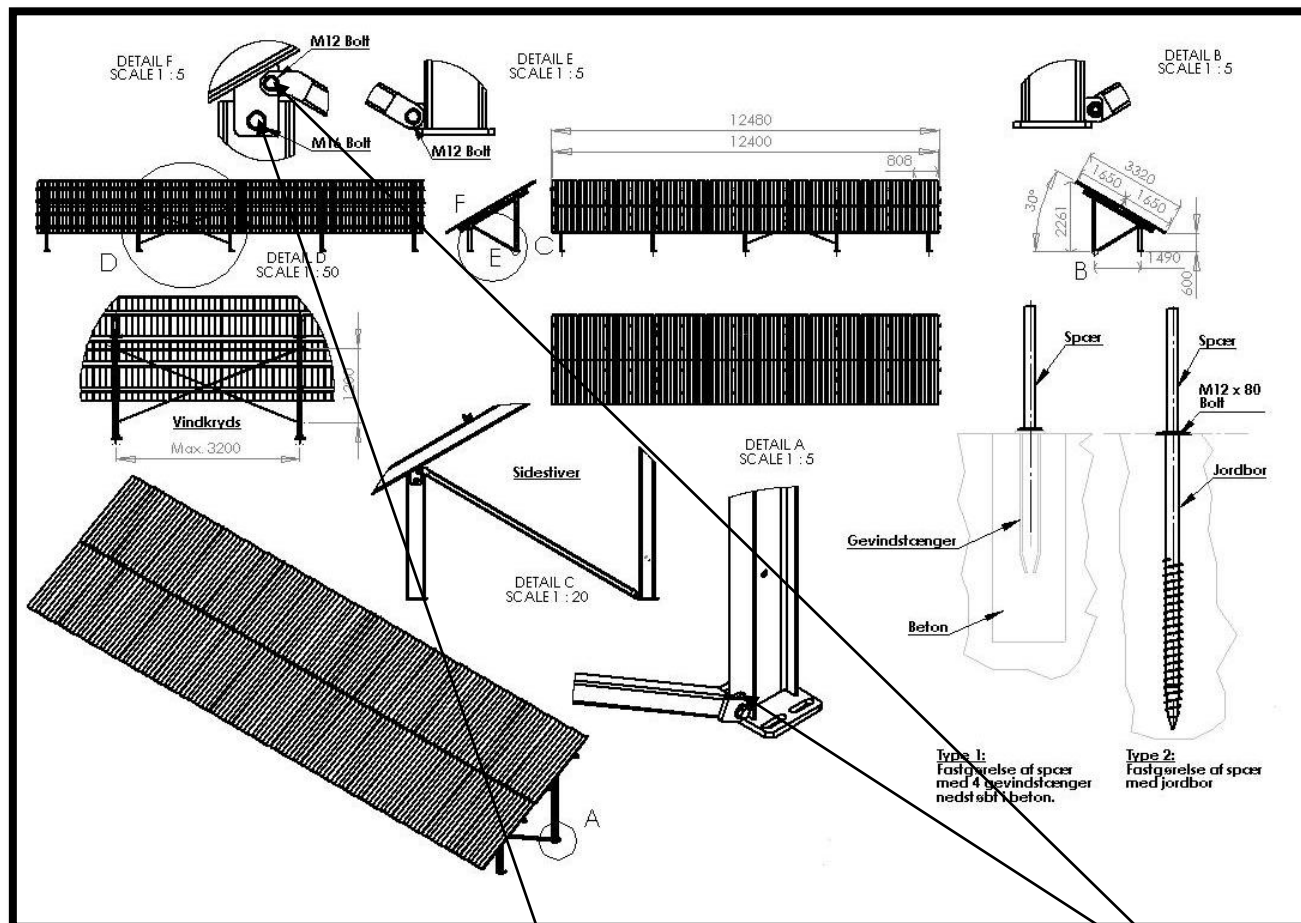 M12 Bolt
DETAIL F
SCALE 1 : 5
DETAIL E
SCALE 1 : 5
DETAIL B
SCALE 1 : 5
M16 Bolt
M12 Bolt
12480
12400
808
3320
1650
1650
30°
2261
1490
600
F
E
C
D
B
DETAIL D
SCALE 1 : 50
Vindkryds
Max. 3200
Sidestiver
DETAIL A
SCALE 1 : 5
DETAIL C
SCALE 1 : 20
Spær
Spær
M12 x 80
Bolt
Jordbor
Gevindstænger
Beton
A
Type 1:
Fastgørelse af spær
med 4 gevindstænger
nedstøbt i beton.
Type 2:
Fastgørelse af spær
med jordbor